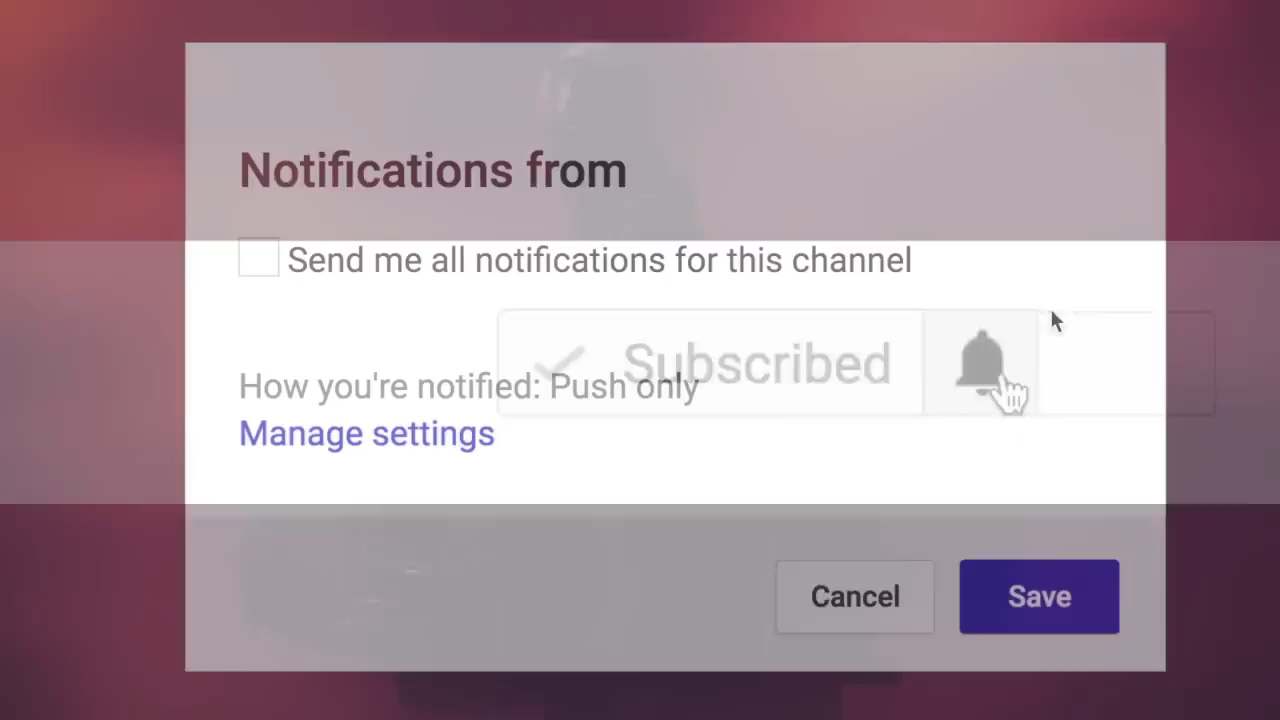 Notifications from
Send me all notifications for this channel
Subscribed
How you're notified: Push only
Manage settings
Cancel
Save